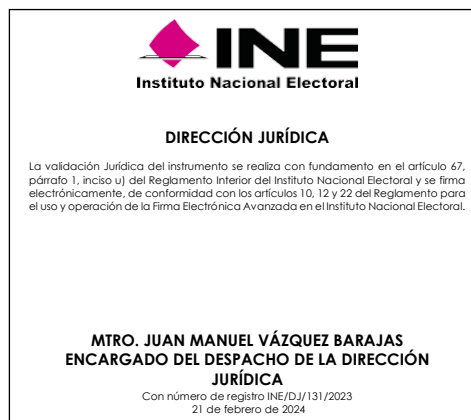 INE
Instituto Nacional Electoral
DIRECCIÓN JURÍDICA
La validación Jurídica del instrumento se realiza con fundamento en el artículo 67,
párrafo 1, inciso u) del Reglamento Interior del Instituto Nacional Electoral y se firma
electrónicamente, de conformidad con los artículos 10, 12 y 22 del Reglamento para
el uso y operación de la Firma Electrónica Avanzada en el Instituto Nacional Electoral.
MTRO. JUAN MANUEL VÁZQUEZ BARAJAS
ENCARGADO DEL DESPACHO DE LA DIRECCIÓN
JURÍDICA
Con número de registro INE/DJ/131/2023
21 de febrero de 2024